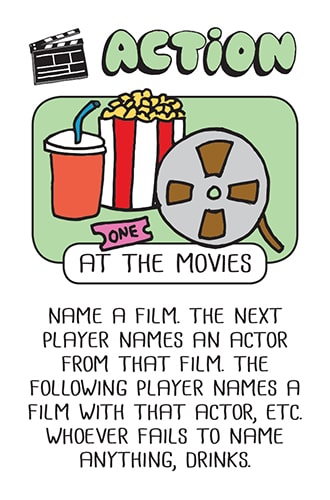 ACTION
ONE
AT THE MOVIES
NAME A FILM. THE NEXT
PLAYER NAMES AN ACTOR
FROM THAT FILM. THE
FOLLOWING PLAYER NAMES A
FILM WITH THAT ACTOR, ETC.
WHOEVER FAILS TO NAME
ANYTHING, DRINKS.